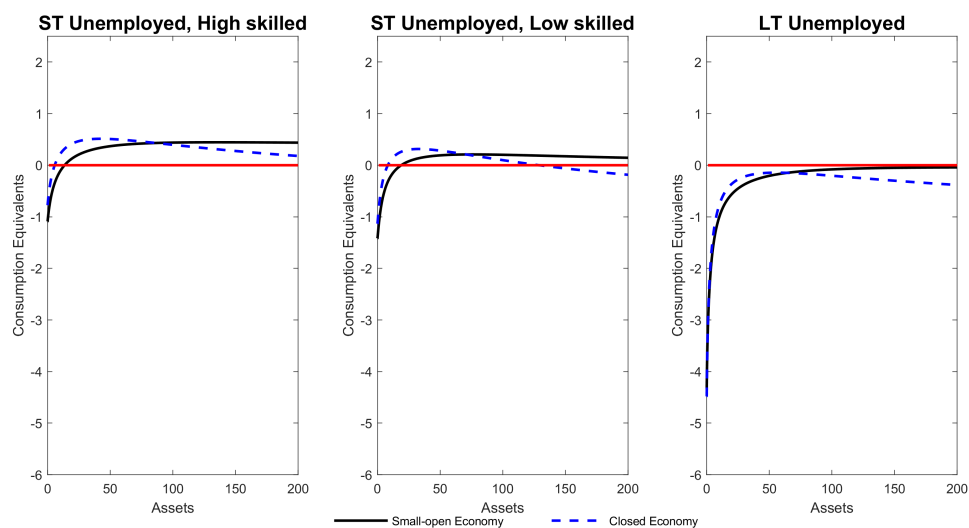 ST Unemployed, High skilled
2
1
0
-1
-2
-3
-4
-5
-6
Consumption Equivalents
0 50 100 150 200
Assets
ST Unemployed, Low skilled
2
1
0
-1
-2
-3
-4
-5
-6
Consumption Equivalents
0 50 100 150 200
Assets
LT Unemployed
2
1
0
-1
-2
-3
-4
-5
-6
Consumption Equivalents
0 50 100 150 200
Assets
Small-open Economy
Closed Economy